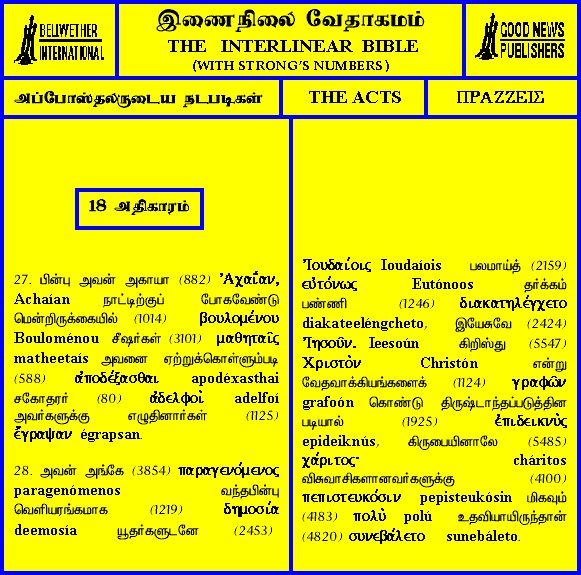 BELLWETHER
INTERNATIONAL
இணைநிலை வேதாகமம்
THE INTERLINEAR BIBLE
(WITH STRONG'S NUMBERS)
GOOD NEWS
PUBLISHERS
அப்போஸ்தலருடைய நடபடிகள்
THE ACTS
ΠΡΑΖΖΕΙΣ
18 அதிகாரம்
27. பின்பு அவன் அகாயா (882) Ἀχαΐαν,
Achaían நாட்டிற்குப் போகவேண்டு
மென்றிருக்கையில் (1014) βουλομένου
Bouloménou சீஷர்கள் (3101) μαθηταῖς
matheetaís அவனை ஏற்றுக்கொள்ளும்படி
(588) ἀποδέξασθαι apodéxasthai
சகோதரர் (80) ἀδελφοὶ adelfoí
அவர்களுக்கு எழுதினார்கள் (1125)
ἔγραψαν égrapsan.
28. அவன் அங்கே (3854) παραγενόμενος
paragenómenos வந்தபின்பு
வெளியரங்கமாக (1219) δημοσίᾳ
deemosía யூதர்களுடனே (2453)
Ἰουδαίοις Ioudaíois பலமாய்த் (2159)
εὐτόνως Eutónoos தர்க்கம்
பண்ணி (1246) διακατηλέγχετο
diakateeléngcheto, இயேசுவே (2424)
Ἰησοῦν. Ieesoún கிறிஸ்து (5547)
Χριστὸν Christón என்று
வேதவாக்கியங்களைக் (1124) γραφῶν
grafoón கொண்டு திருஷ்டாந்தப்படுத்தின
படியால் (1925) ἐπιδεικνὺς
epideiknús, கிருபையினாலே (5485)
χάριτος· cháritos
விசுவாசிகளானவர்களுக்கு (4100)
πεπιστευκόσιν pepisteukósin மிகவும்
(4183) πολὺ polú உதவியாயிருந்தான்
(4820) συνεβάλετο sunebáleto.